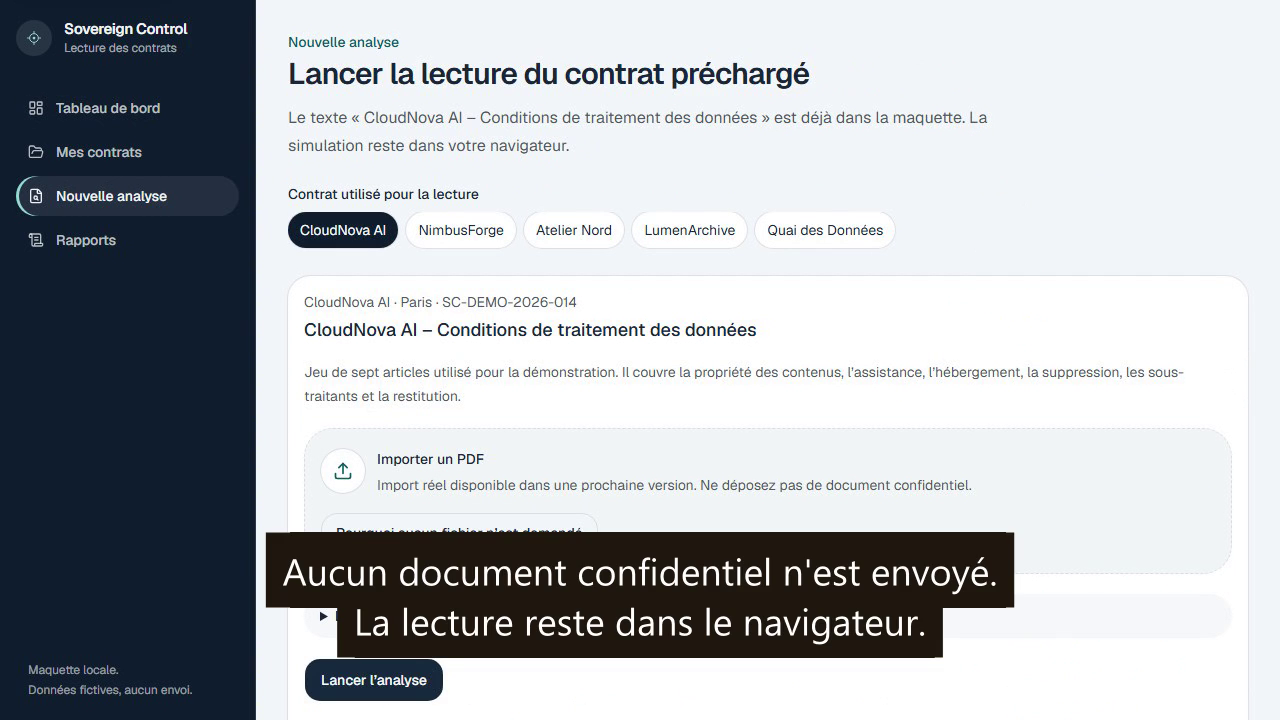 Sovereign Control
Lecture des contrats
Tableau de bord
Mes contrats
Nouvelle analyse
Rapports
Maquette locale.
Données fictives, aucun envoi.
Nouvelle analyse
Lancer la lecture du contrat préchargé
Le texte « CloudNova AI – Conditions de traitement des données » est déjà dans la maquette. La
simulation reste dans votre navigateur.
Contrat utilisé pour la lecture
CloudNova AI
NimbusForge
Atelier Nord
LumenArchive
Quai des Données
CloudNova AI · Paris · SC-DEMO-2026-014
CloudNova AI – Conditions de traitement des données
Jeu de sept articles utilisé pour la démonstration. Il couvre la propriété des contenus, l’assistance, l’hébergement, la suppression, les sous-
traitants et la restitution.
Importer un PDF
Import réel disponible dans une prochaine version. Ne déposez pas de document confidentiel.
Pourquoi aucun fichier n’est demandé
Aucun document confidentiel n'est envoyé.
La lecture reste dans le navigateur.
Lancer l’analyse